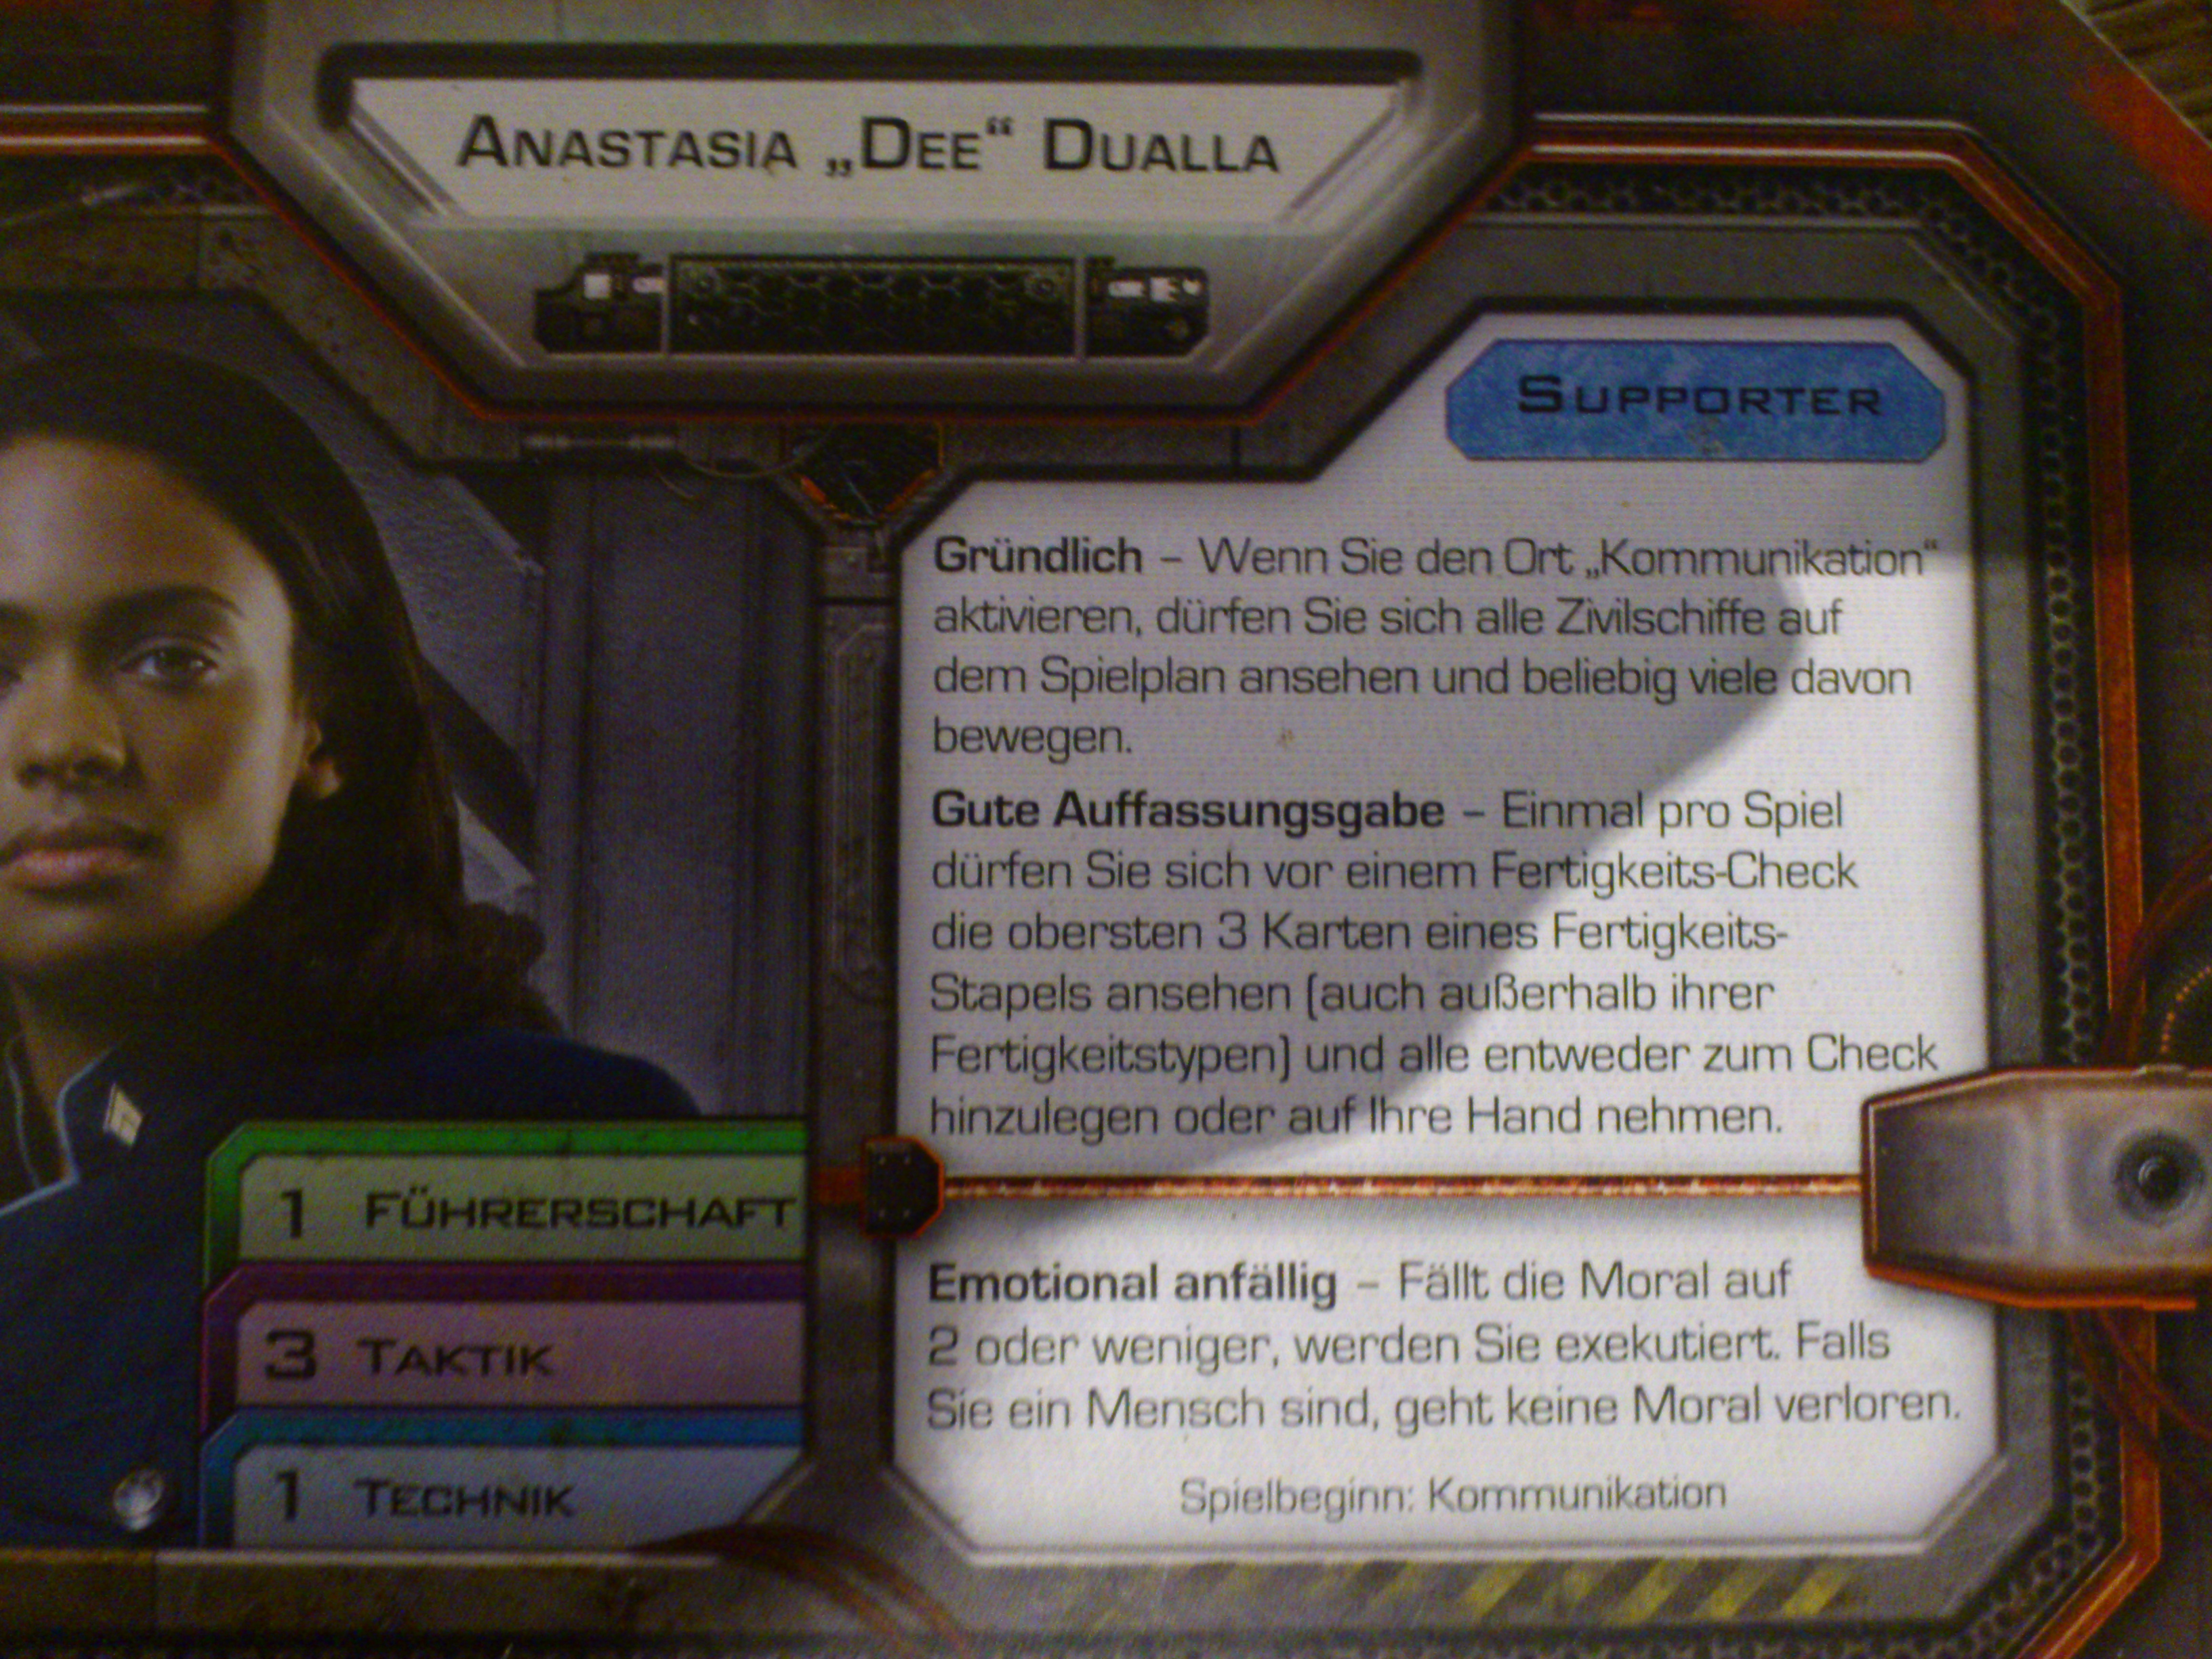 Anastasia „Dee“ Dualla
Supporter
Gründlich – Wenn Sie den Ort „Kommunikation“
aktivieren, dürfen Sie sich alle Zivilschiffe auf
dem Spielplan ansehen und beliebig viele davon
bewegen.
Gute Auffassungsgabe – Einmal pro Spiel
dürfen Sie sich vor einem Fertigkeits-Check
die obersten 3 Karten eines Fertigkeits-
Stapels ansehen (auch außerhalb ihrer
Fertigkeitstypen) und alle entweder zum Check
hinzulegen oder auf Ihre Hand nehmen.
Emotional anfällig – Fällt die Moral auf
2 oder weniger, werden Sie exekutiert. Falls
Sie ein Mensch sind, geht keine Moral verloren.
Spielbeginn: Kommunikation
1 Führerschaft
3 Taktik
1 Technik